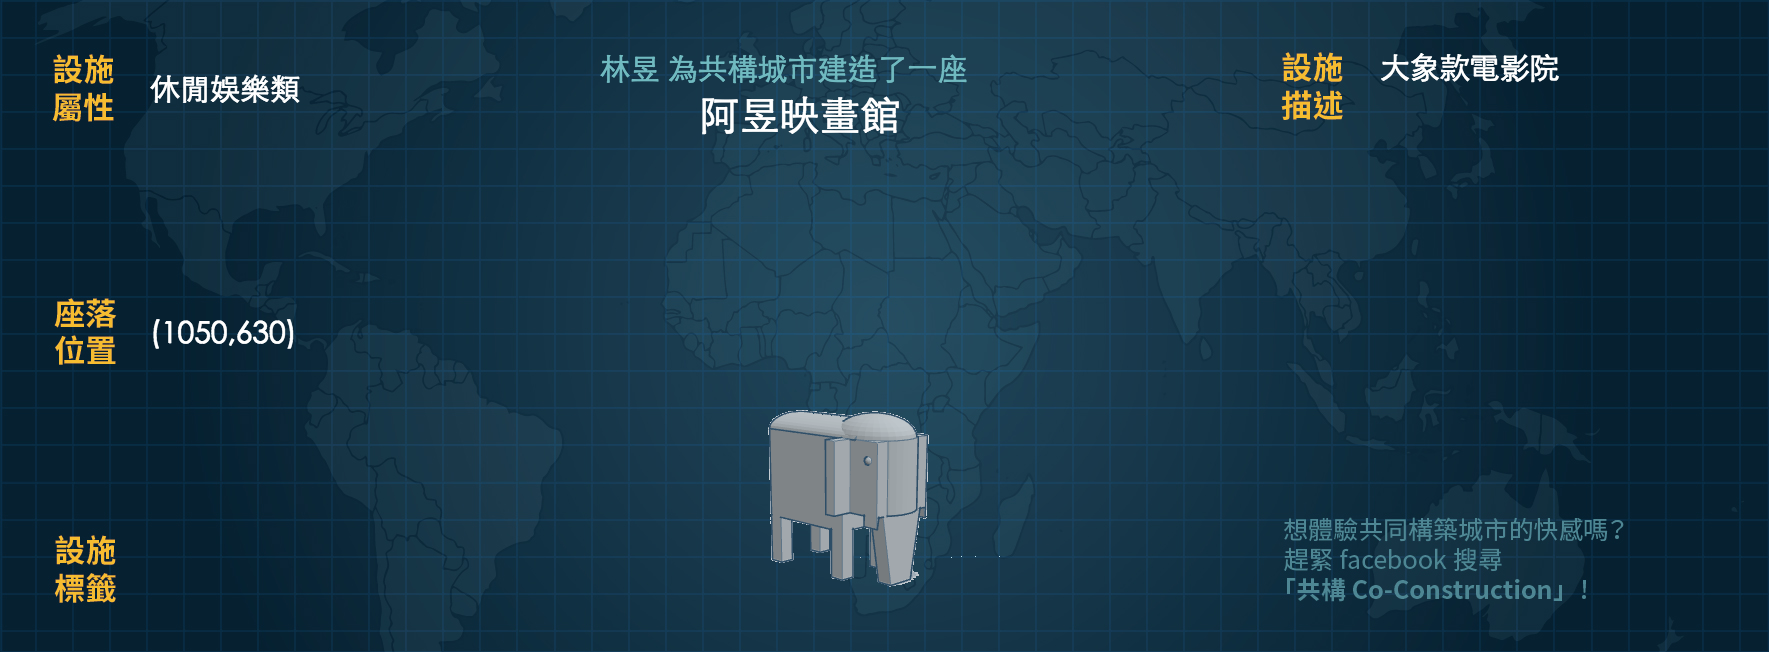 設施
屬性
休閒娛樂類
林昱 為共構城市建造了一座
阿昱映畫館
設施
描述
大象款電影院
座落
位置
(1050,630)
設施
標籤
想體驗共同構築城市的快感嗎？
趕緊 facebook 搜尋
「共構 Co-Construction」！